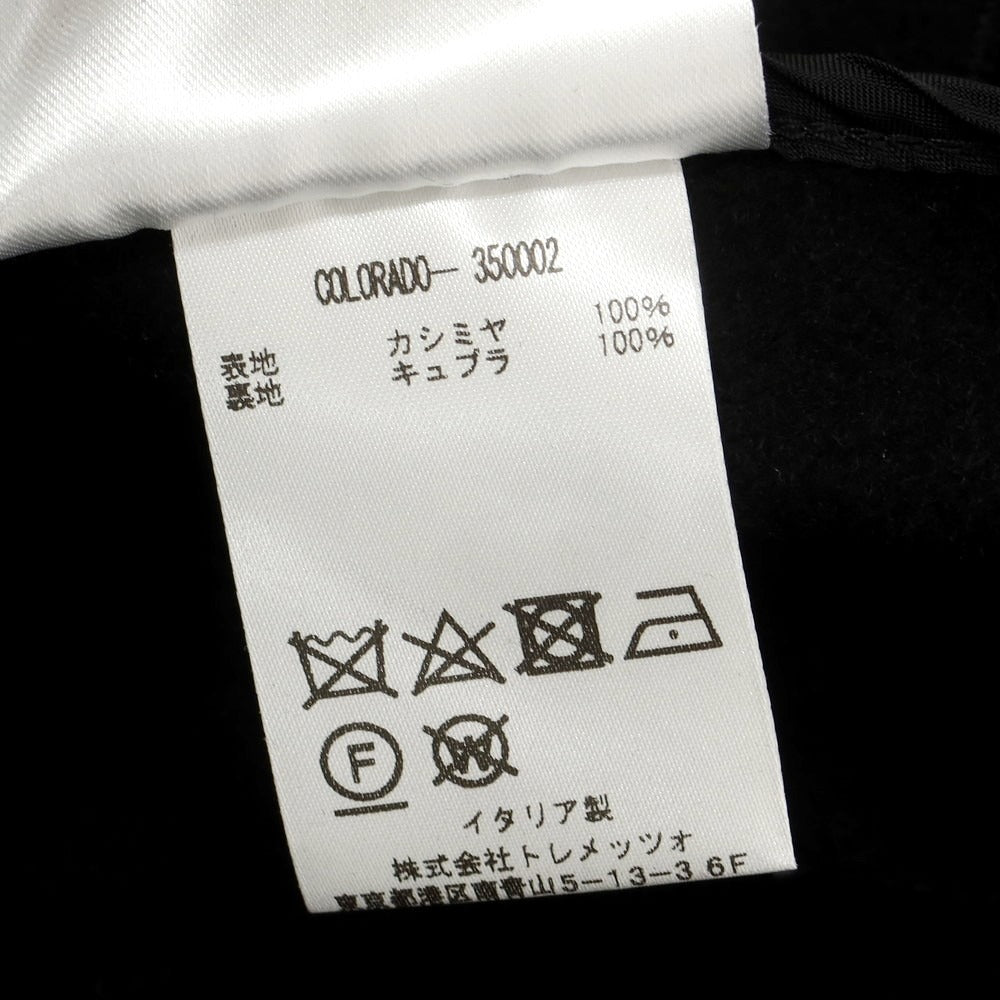 COLORADO— 350002
表地 カシミヤ 100%
裏地 キュプラ 100%
F
W
イタリア製
株式会社トレメッツォ
東京都港区南青山5-13-3 6F